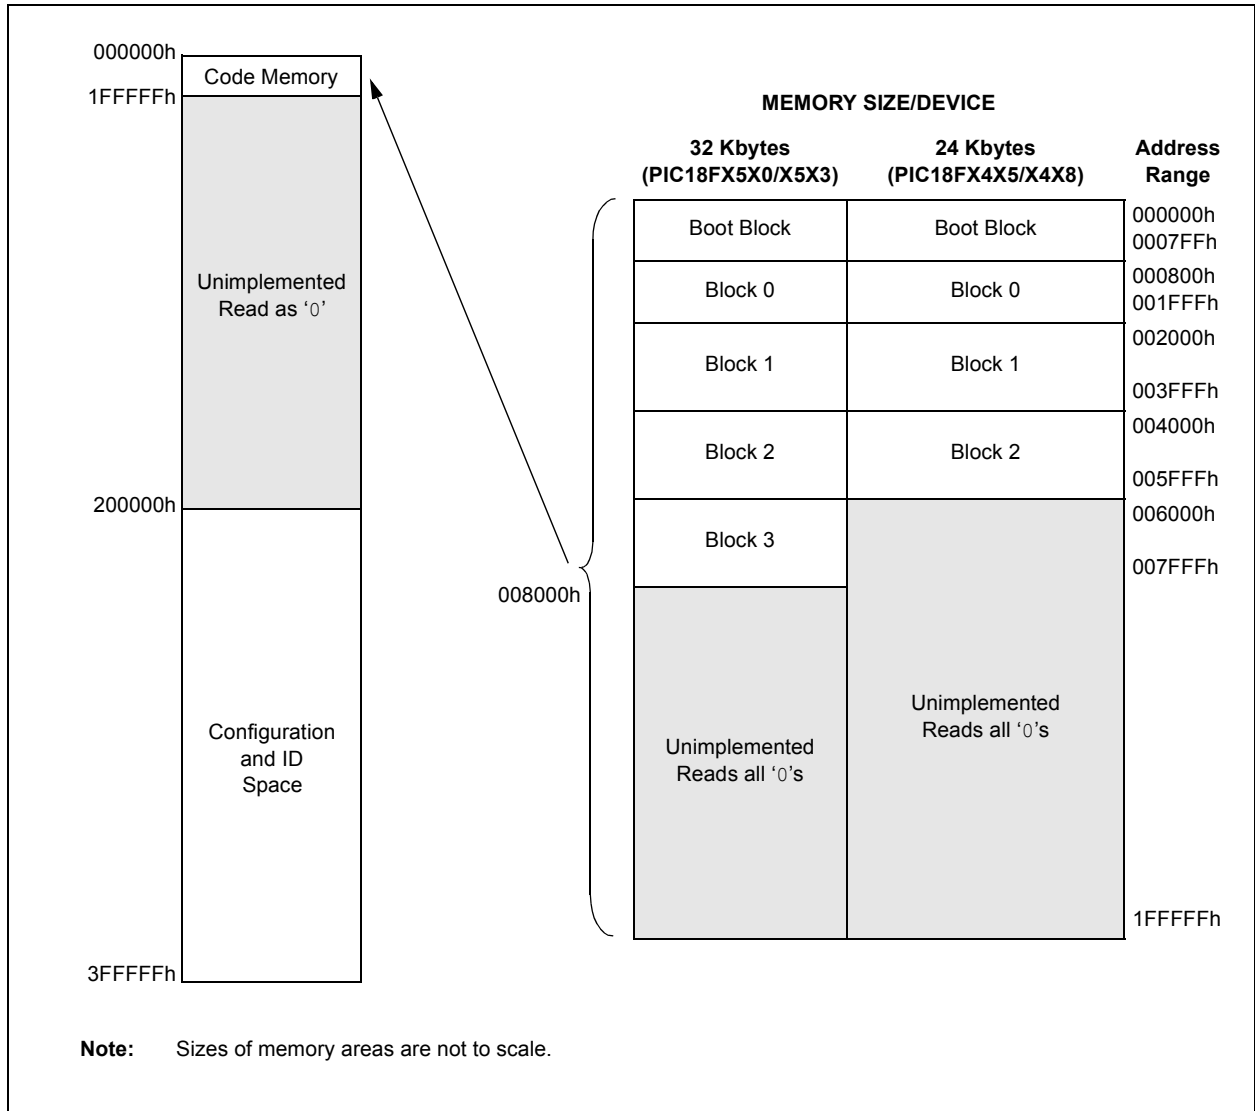 000000h
Code Memory
1FFFFFh
Unimplemented
Read as ‘0’
200000h
Configuration
and ID
Space
3FFFFFh
008000h
MEMORY SIZE/DEVICE
32 Kbytes
(PIC18FX5X0/X5X3)
24 Kbytes
(PIC18FX4X5/X4X8)
Address
Range
Boot Block
Boot Block
000000h
0007FFh
Block 0
Block 0
000800h
001FFFh
Block 1
Block 1
002000h
003FFFh
Block 2
Block 2
004000h
005FFFh
Block 3
006000h
007FFFh
Unimplemented
Reads all ‘0’s
Unimplemented
Reads all ‘0’s
1FFFFFh
Note: Sizes of memory areas are not to scale.